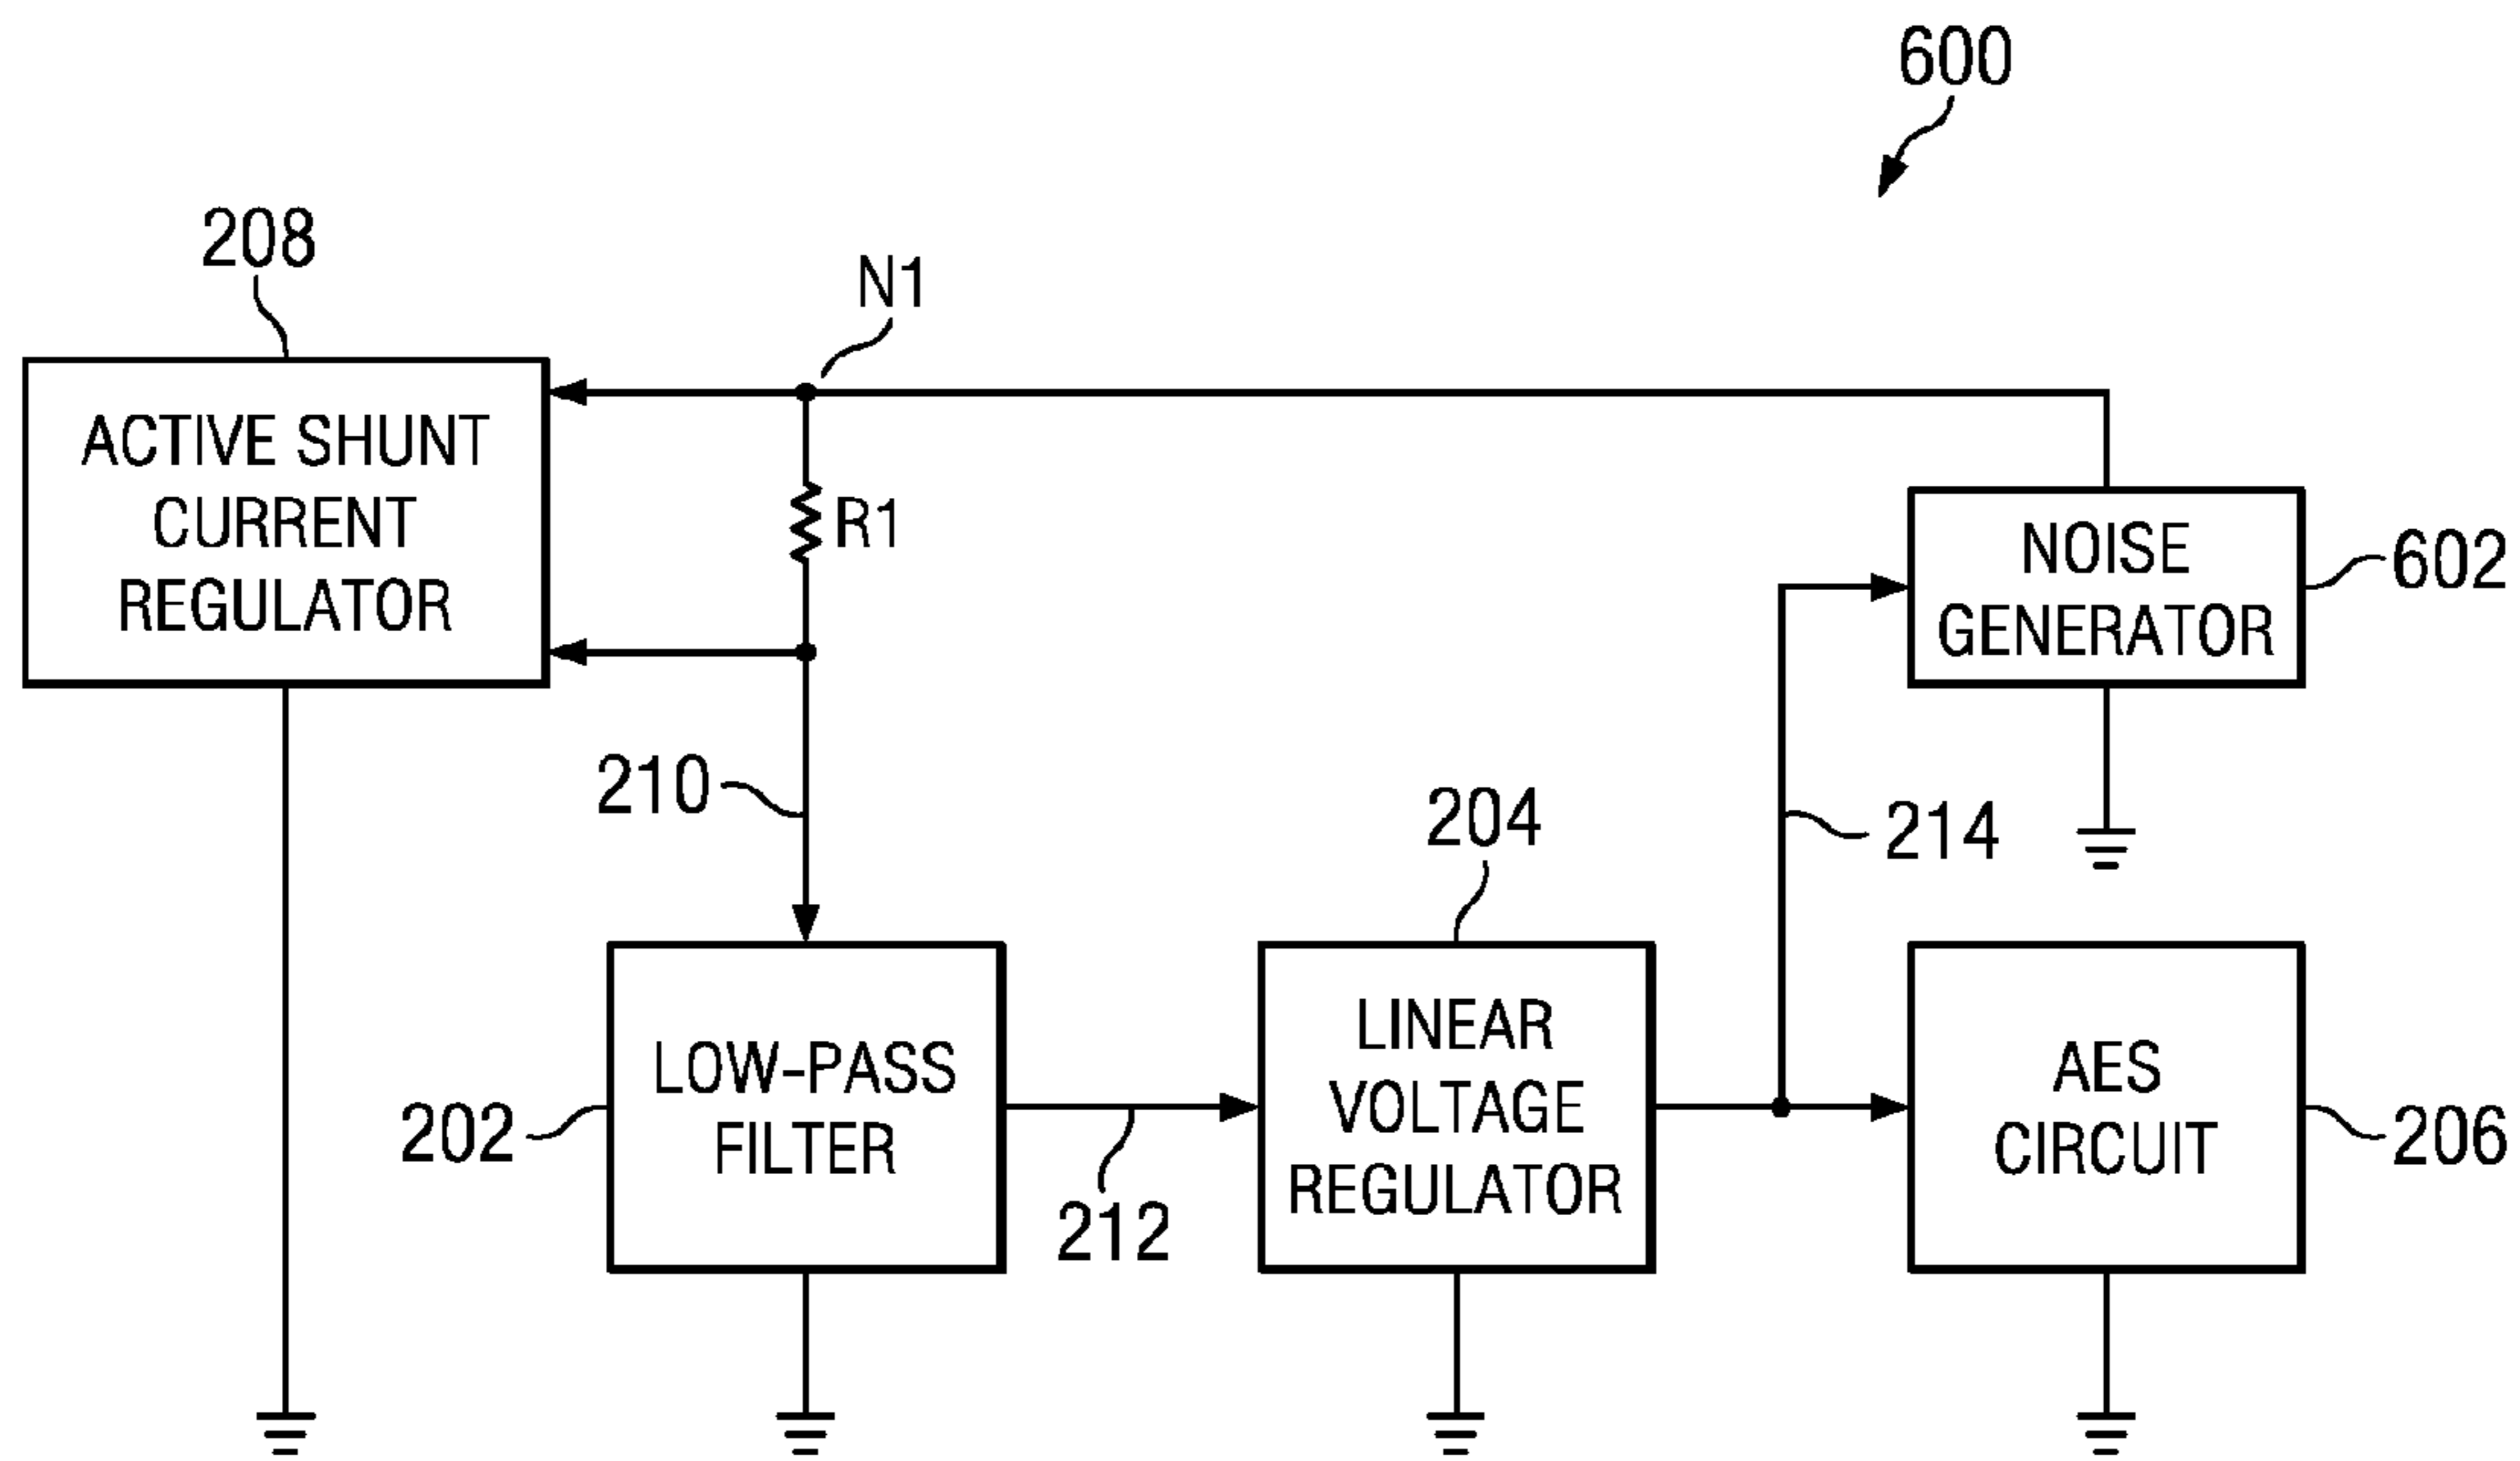 600
208
N1
ACTIVE SHUNT
CURRENT
REGULATOR
R1
NOISE
GENERATOR
602
210
204
214
LOW-PASS
FILTER
202
212
LINEAR
VOLTAGE
REGULATOR
AES
CIRCUIT
206